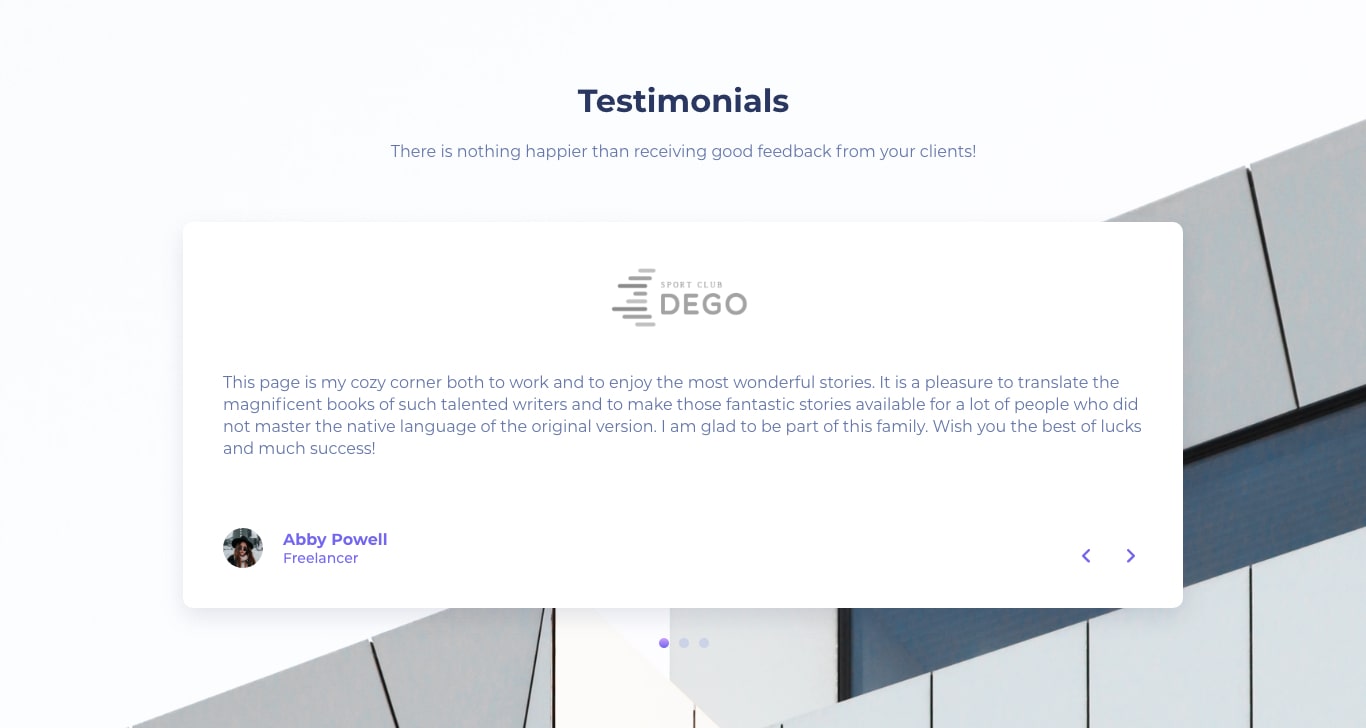 Testimonials
There is nothing happier than receiving good feedback from your clients!
SPORT CLUB
DEGO
This page is my cozy corner both to work and to enjoy the most wonderful stories. It is a pleasure to translate the
magnificent books of such talented writers and to make those fantastic stories available for a lot of people who did
not master the native language of the original version. I am glad to be part of this family. Wish you the best of lucks
and much success!
Abby Powell
Freelancer